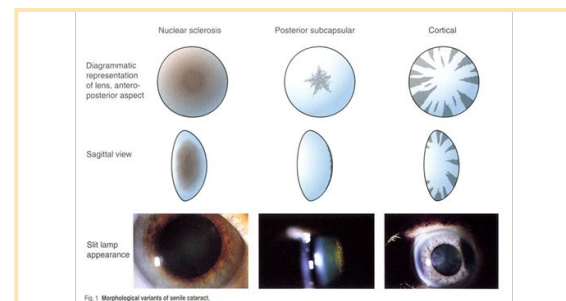 Nuclear sclerosis
Posterior subcapsular
Cortical
Diagrammatic
representation
of lens, antero-
posterior aspect
Sagittal view
Slit lamp
appearance
Fig. 1 Morphological variants of senile cataract.